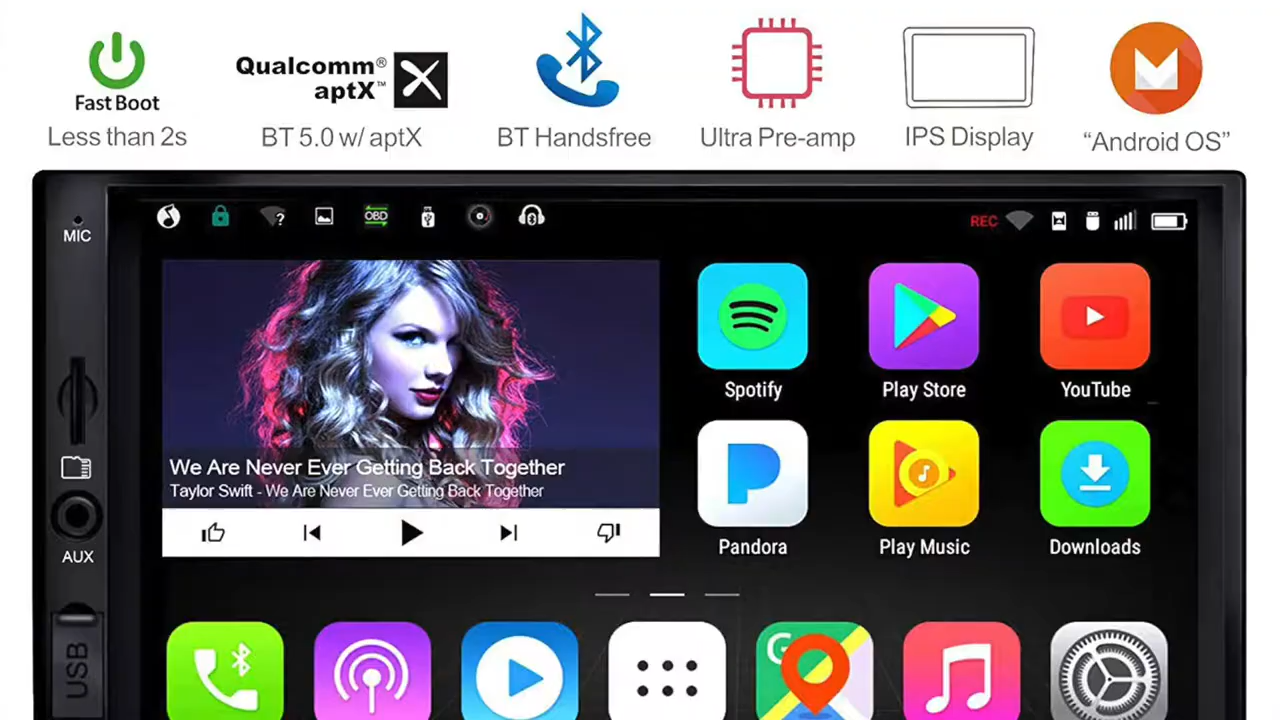 Fast Boot
Less than 2s
Qualcomm®
aptX™
BT 5.0 w/ aptX
BT Handsfree
Ultra Pre-amp
IPS Display
“Android OS”
MIC
?
OBD
REC
We Are Never Ever Getting Back Together
Taylor Swift - We Are Never Ever Getting Back Together
Spotify
Play Store
YouTube
Pandora
Play Music
Downloads
AUX
USB
G